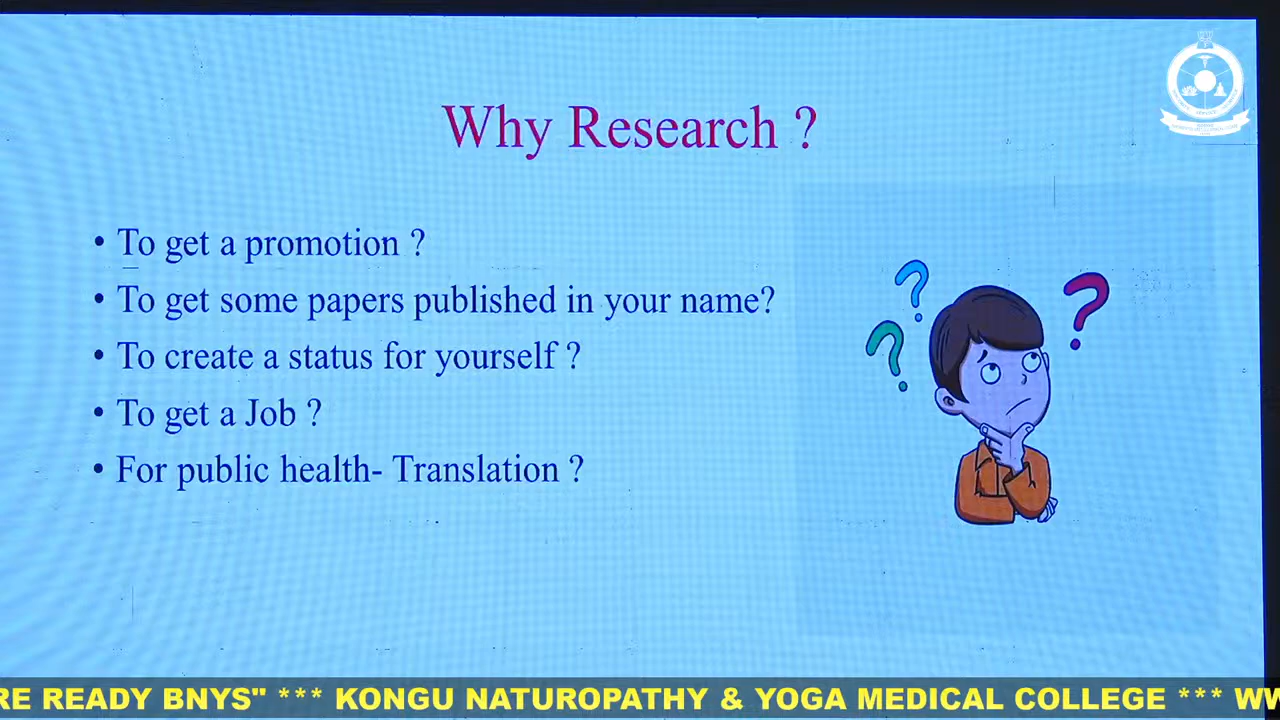 Why Research ?
• To get a promotion ?
• To get some papers published in your name?
• To create a status for yourself ?
• To get a Job ?
• For public health- Translation ?
RE READY BNYS" *** KONGU NATUROPATHY & YOGA MEDICAL COLLEGE *** WW